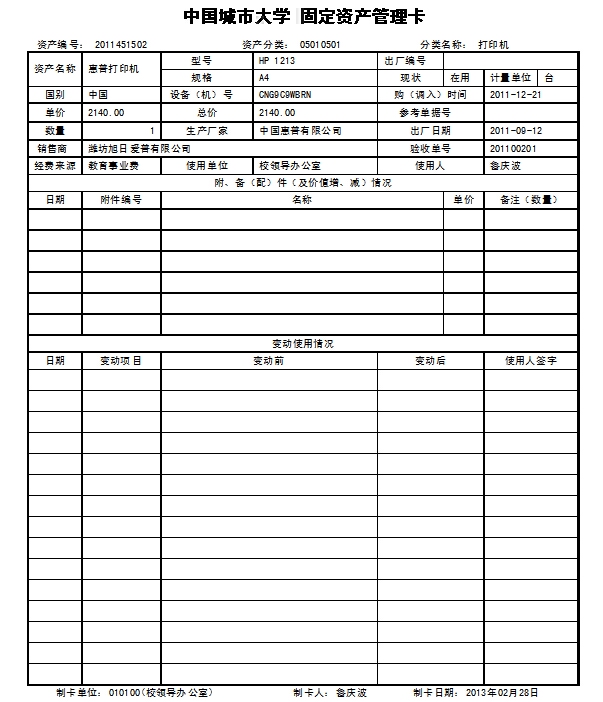 中国城市大学 固定资产管理卡
资产编号: 2011451502 资产分类: 05010501 分类名称: 打印机
资产名称 惠普打印机 型号 HP 1213 出厂编号
规格 A4 现状 在用 计量单位 台
国别 中国 设备(机)号 CNG9C9WBRN 购(调入)时间 2011-12-21
单价 2140.00 总价 2140.00 参考单据号
数量 1 生产厂家 中国惠普有限公司 出厂日期 2011-09-12
销售商 潍坊旭日爱普有限公司 验收单号 201100201
经费来源 教育事业费 使用单位 校领导办公室 使用人 昝庆波
附、备(配)件(及价值增、减)情况
日期 附件编号 名称 单价 备注(数量)
变动使用情况
日期 变动项目 变动前 变动后 使用人签字
制卡单位: 010100(校领导办公室) 制卡人: 昝庆波 制卡日期: 2013年02月28日